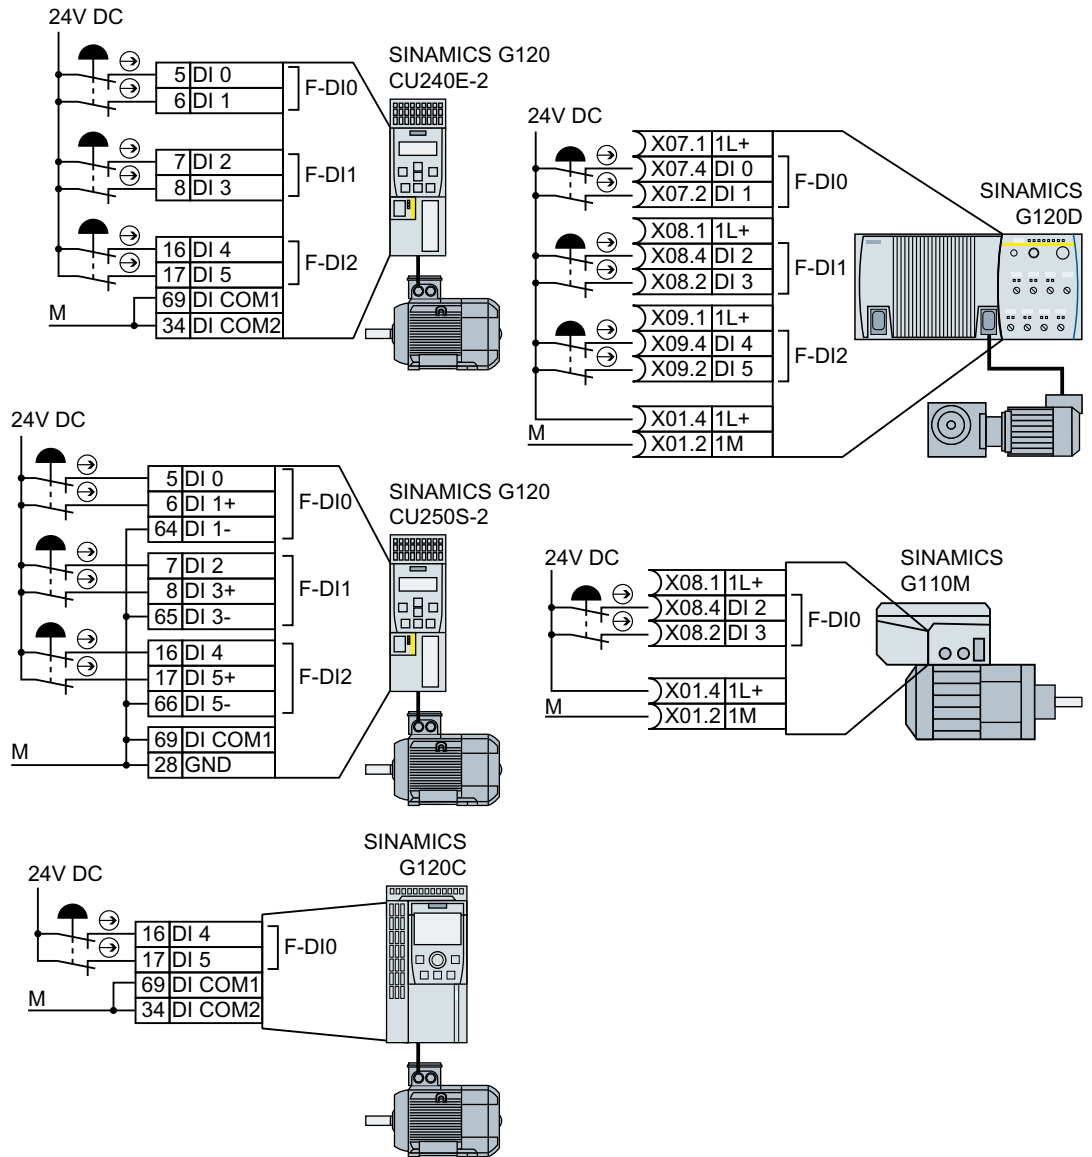 24V DC
SINAMICS G120
CU240E-2
5 DI 0
6 DI 1
F-DI0
7 DI 2
8 DI 3
F-DI1
16 DI 4
17 DI 5
F-DI2
69 DI COM1
34 DI COM2
M
24V DC
SINAMICS
G120D
X07.1 1L+
X07.4 DI 0
X07.2 DI 1
F-DI0
X08.1 1L+
X08.4 DI 2
X08.2 DI 3
F-DI1
X09.1 1L+
X09.4 DI 4
X09.2 DI 5
F-DI2
X01.4 1L+
X01.2 1M
M
24V DC
SINAMICS G120
CU250S-2
5 DI 0
6 DI 1+
64 DI 1-
F-DI0
7 DI 2
8 DI 3+
65 DI 3-
F-DI1
16 DI 4
17 DI 5+
66 DI 5-
F-DI2
69 DI COM1
28 GND
M
24V DC
SINAMICS
G110M
X08.1 1L+
X08.4 DI 2
X08.2 DI 3
F-DI0
X01.4 1L+
X01.2 1M
M
SINAMICS
G120C
24V DC
16 DI 4
17 DI 5
F-DI0
69 DI COM1
34 DI COM2
M